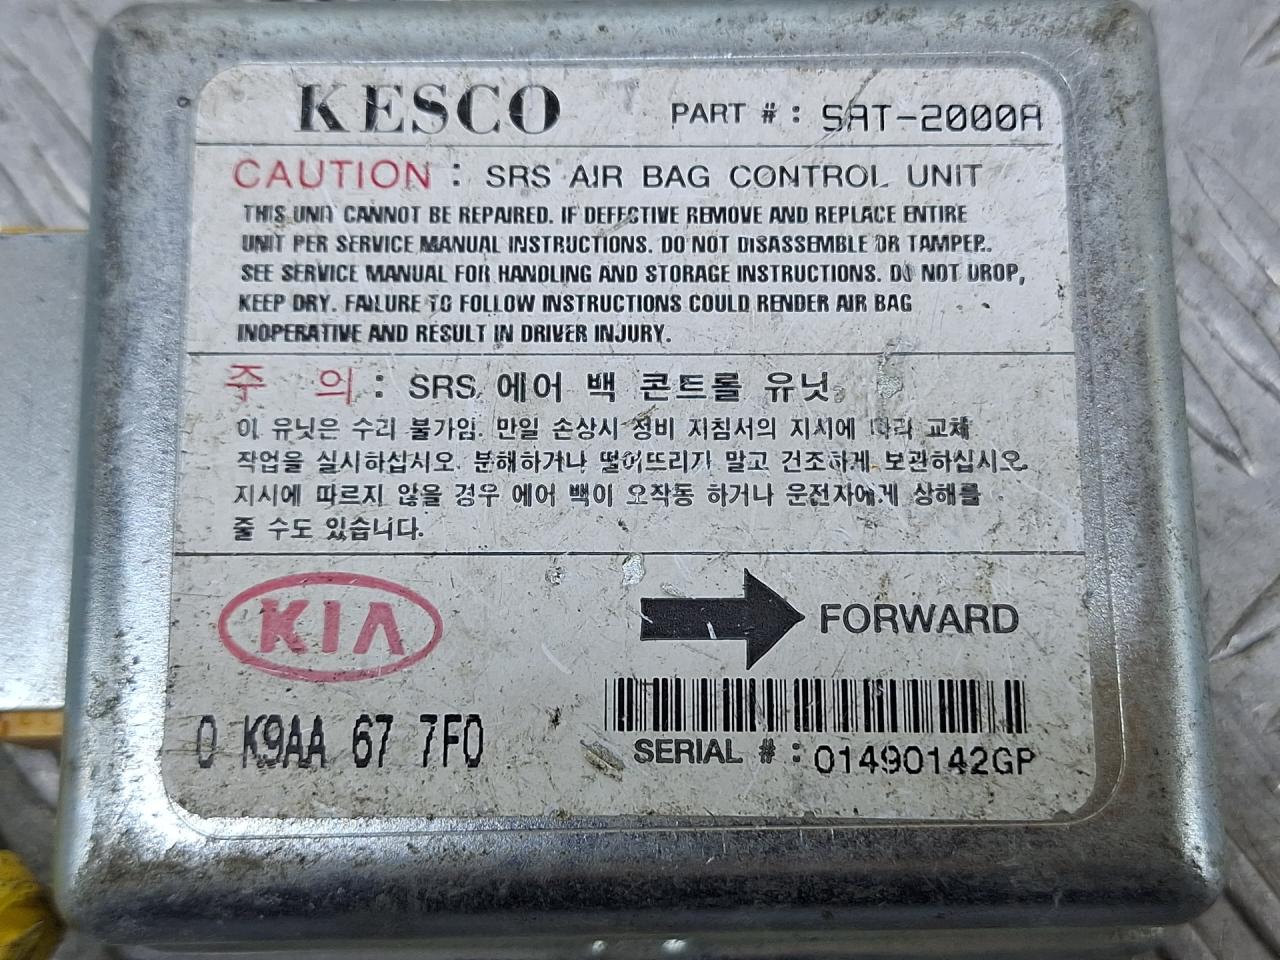 KESCO PART # : SAT-2000A
CAUTION : SRS AIR BAG CONTROL UNIT
THIS UNIT CANNOT BE REPAIRED. IF DEFECTIVE REMOVE AND REPLACE ENTIRE
UNIT PER SERVICE MANUAL INSTRUCTIONS. DO NOT DISASSEMBLE OR TAMPER.
SEE SERVICE MANUAL FOR HANDLING AND STORAGE INSTRUCTIONS. DO NOT DROP,
KEEP DRY. FAILURE TO FOLLOW INSTRUCTIONS COULD RENDER AIR BAG
INOPERATIVE AND RESULT IN DRIVER INJURY.
주 의 : SRS 에어 백 콘트롤 유닛
이 유닛은 수리 불가임. 만일 손상시 정비 지침서의 지시에 따라 교체
작업을 실시하십시오. 분해하거나 떨어뜨리지 말고 건조하게 보관하십시오.
지시에 따르지 않을 경우 에어 백이 오작동 하거나 운전자에게 상해를
줄 수도 있습니다.
KIA
FORWARD
0 K9AA 67 7F0
SERIAL # : 01490142GP